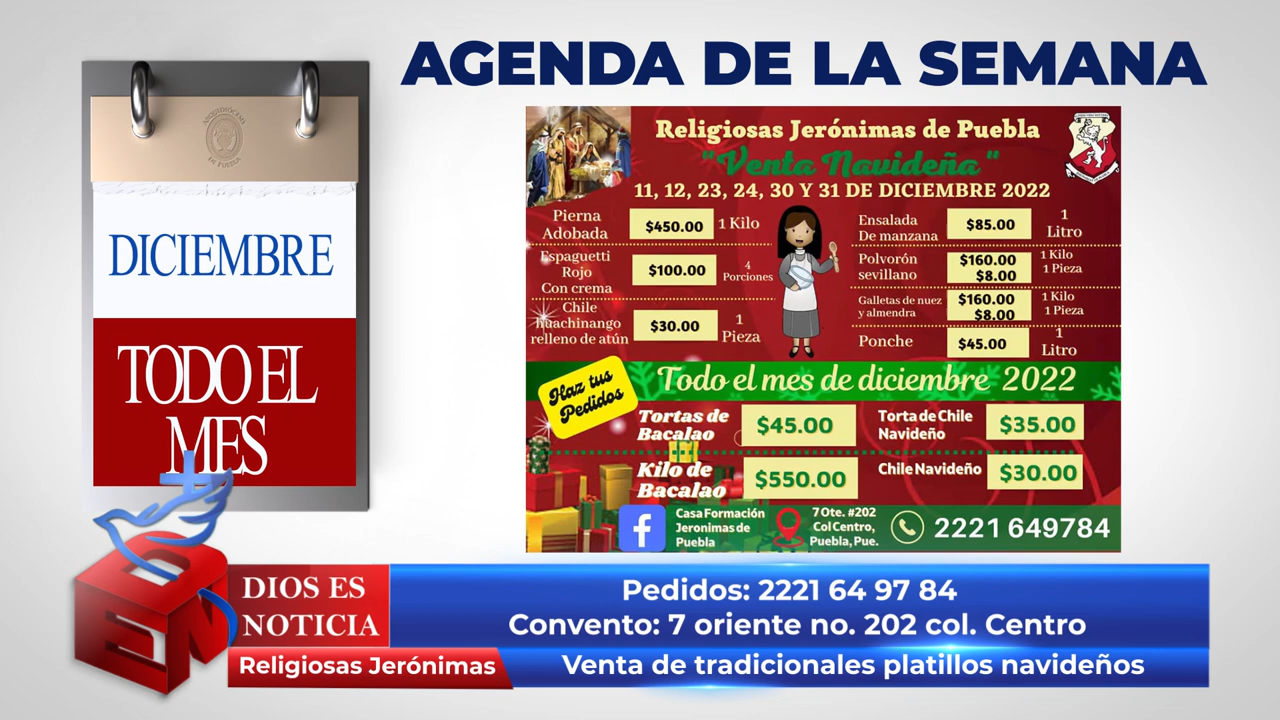 AGENDA DE LA SEMANA
DICIEMBRE
TODO EL
MES
Religiosas Jerónimas de Puebla
"Venta Navideña"
11, 12, 23, 24, 30 Y 31 DE DICIEMBRE 2022
Pierna
Adobada
$450.00
1 Kilo
Espaguetti
Rojo
Con crema
$100.00
4
Porciones
Chile
huachinango
relleno de atún
$30.00
1
Pieza
Ensalada
De manzana
$85.00
1
Litro
Polvorón
sevillano
$160.00
$8.00
1 Kilo
1 Pieza
Galletas de nuez
y almendra
$160.00
$8.00
1 Kilo
1 Pieza
Ponche
$45.00
1
Litro
Haz tus
Pedidos
Todo el mes de diciembre 2022
Tortas de
Bacalao
$45.00
Torta de Chile
Navideño
$35.00
Kilo de
Bacalao
$550.00
Chile Navideño
$30.00
Casa Formación
Jeronimas de
Puebla
7 Ote. #202
Col Centro,
Puebla, Pue.
2221 649784
DEN
DIOS ES
NOTICIA
Pedidos: 2221 64 97 84
Convento: 7 oriente no. 202 col. Centro
Religiosas Jerónimas
Venta de tradicionales platillos navideños